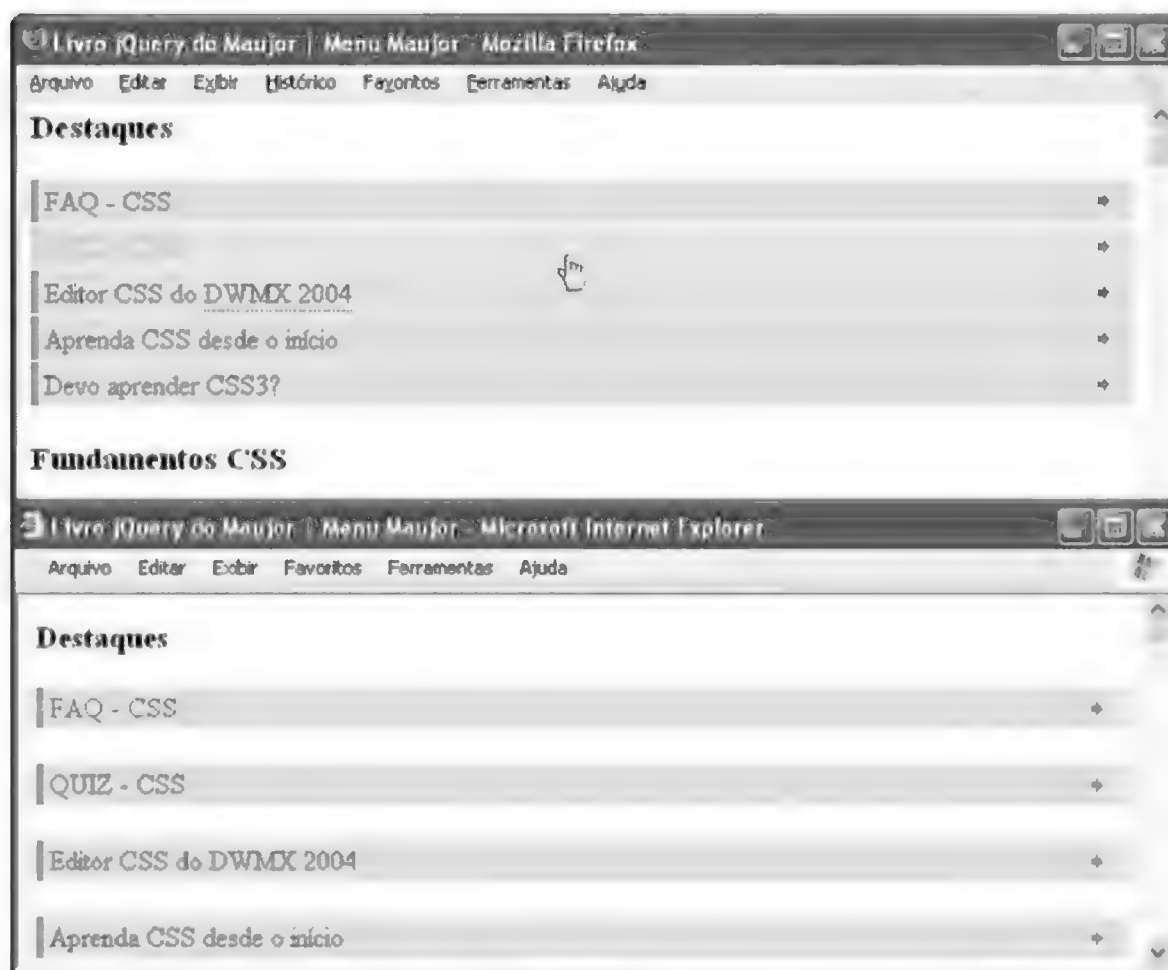 Livro jQuery do Maujor | Menu Maujor - Mozilla Firefox
Arquivo Editar Exibir Histórico Favoritos Ferramentas Ajuda
Destaques
FAQ - CSS
Editor CSS do DWMX 2004
Aprenda CSS desde o início
Devo aprender CSS3?
Fundamentos CSS
Livro jQuery do Maujor | Menu Maujor - Microsoft Internet Explorer
Arquivo Editar Exibir Favoritos Ferramentas Ajuda
Destaques
FAQ - CSS
QUIZ - CSS
Editor CSS do DWMX 2004
Aprenda CSS desde o início